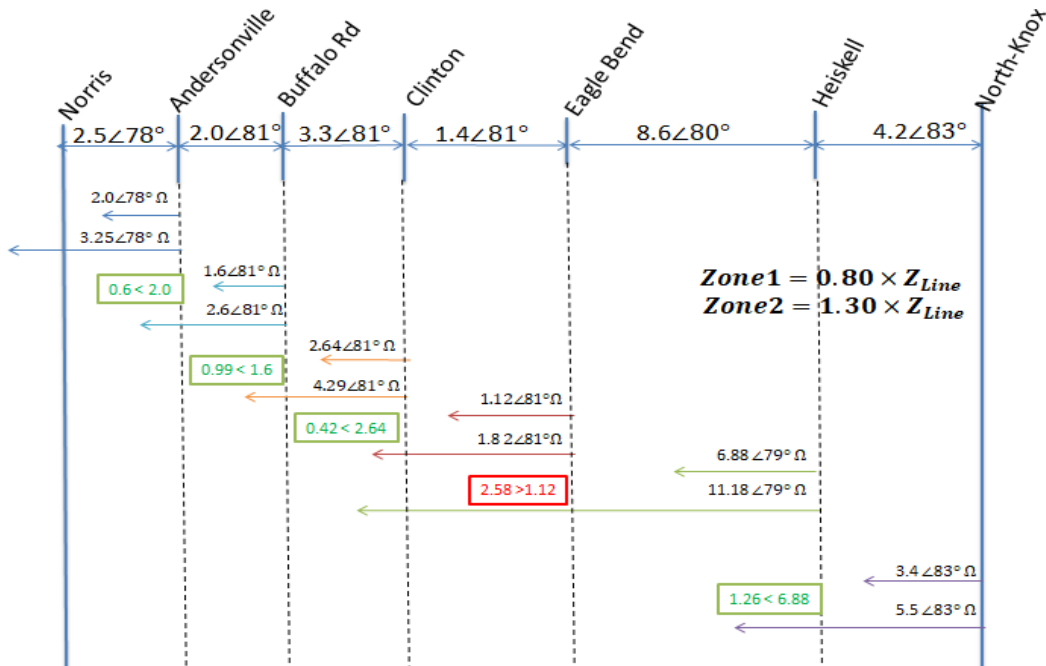 Norris
Andersonville
Buffalo Rd
Clinton
Eagle Bend
Heiskell
North-Knox
2.5∠78°
2.0∠81°
3.3∠81°
1.4∠81°
8.6∠80°
4.2∠83°
2.0∠78° Ω
3.25∠78° Ω
0.6 < 2.0
1.6∠81° Ω
2.6∠81° Ω
Zone1 = 0.80 × Z_Line
Zone2 = 1.30 × Z_Line
0.99 < 1.6
2.64∠81° Ω
4.29∠81° Ω
0.42 < 2.64
1.12∠81°Ω
1.8 2∠81°Ω
2.58 >1.12
6.88 ∠79° Ω
11.18 ∠79° Ω
1.26 < 6.88
3.4 ∠83° Ω
5.5 ∠83° Ω